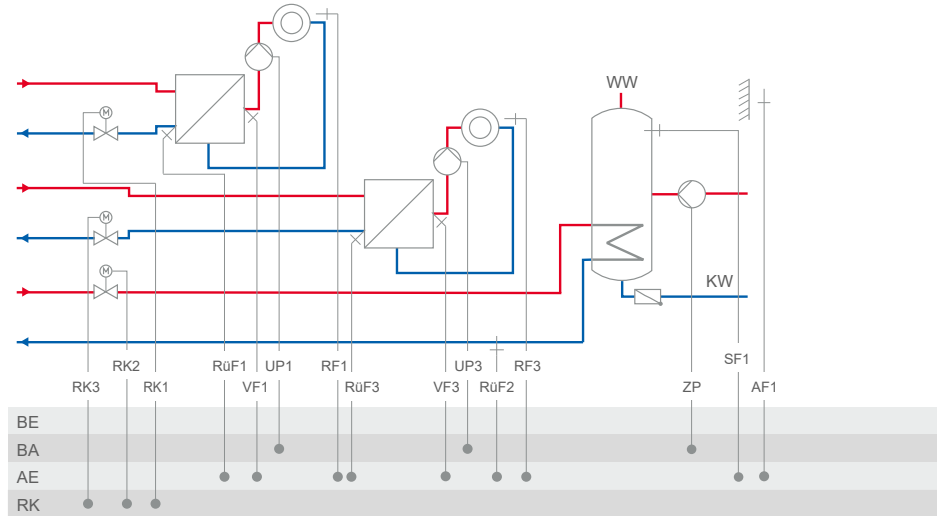 WW
M
M
M
KW
RK2 RüF1 UP1 RF1 UP3 RF3 SF1
RK3 RK1 VF1 RüF3 VF3 RüF2 ZP AF1
BE
BA
AE
RK